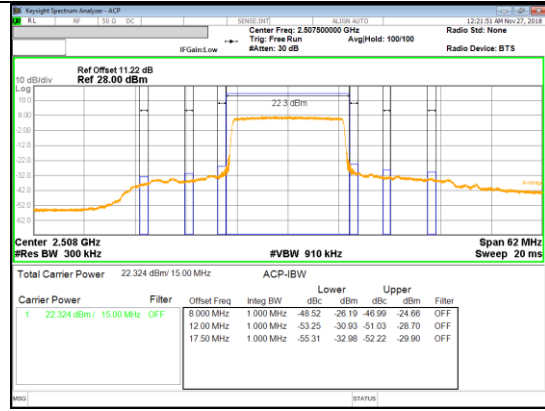 Keysight Spectrum Analyzer - ACP
RL RF 50 Ω DC SENSE:INT ALIGN AUTO 12:21:51 AM Nov 27, 2018
Center Freq: 2.507500000 GHz Radio Std: None
Trig: Free Run Avg|Hold: 100/100
IFGain:Low #Atten: 30 dB Radio Device: BTS
Ref Offset 11.22 dB
10 dB/div Ref 28.00 dBm
Log
18.0
22.3 dBm
8.00
-2.00
-12.0
-22.0
-32.0
Average
-42.0
-52.0
-62.0
Center 2.508 GHz Span 62 MHz
#Res BW 300 kHz #VBW 910 kHz Sweep 20 ms
Total Carrier Power 22.324 dBm/ 15.00 MHz ACP-IBW
Lower Upper
Carrier Power Filter Offset Freq Integ BW dBc dBm dBc dBm Filter
1 22.324 dBm / 15.00 MHz OFF 8.000 MHz 1.000 MHz -48.52 -26.19 -46.99 -24.66 OFF
12.00 MHz 1.000 MHz -53.25 -30.93 -51.03 -28.70 OFF
17.50 MHz 1.000 MHz -55.31 -32.98 -52.22 -29.90 OFF
MSG STATUS